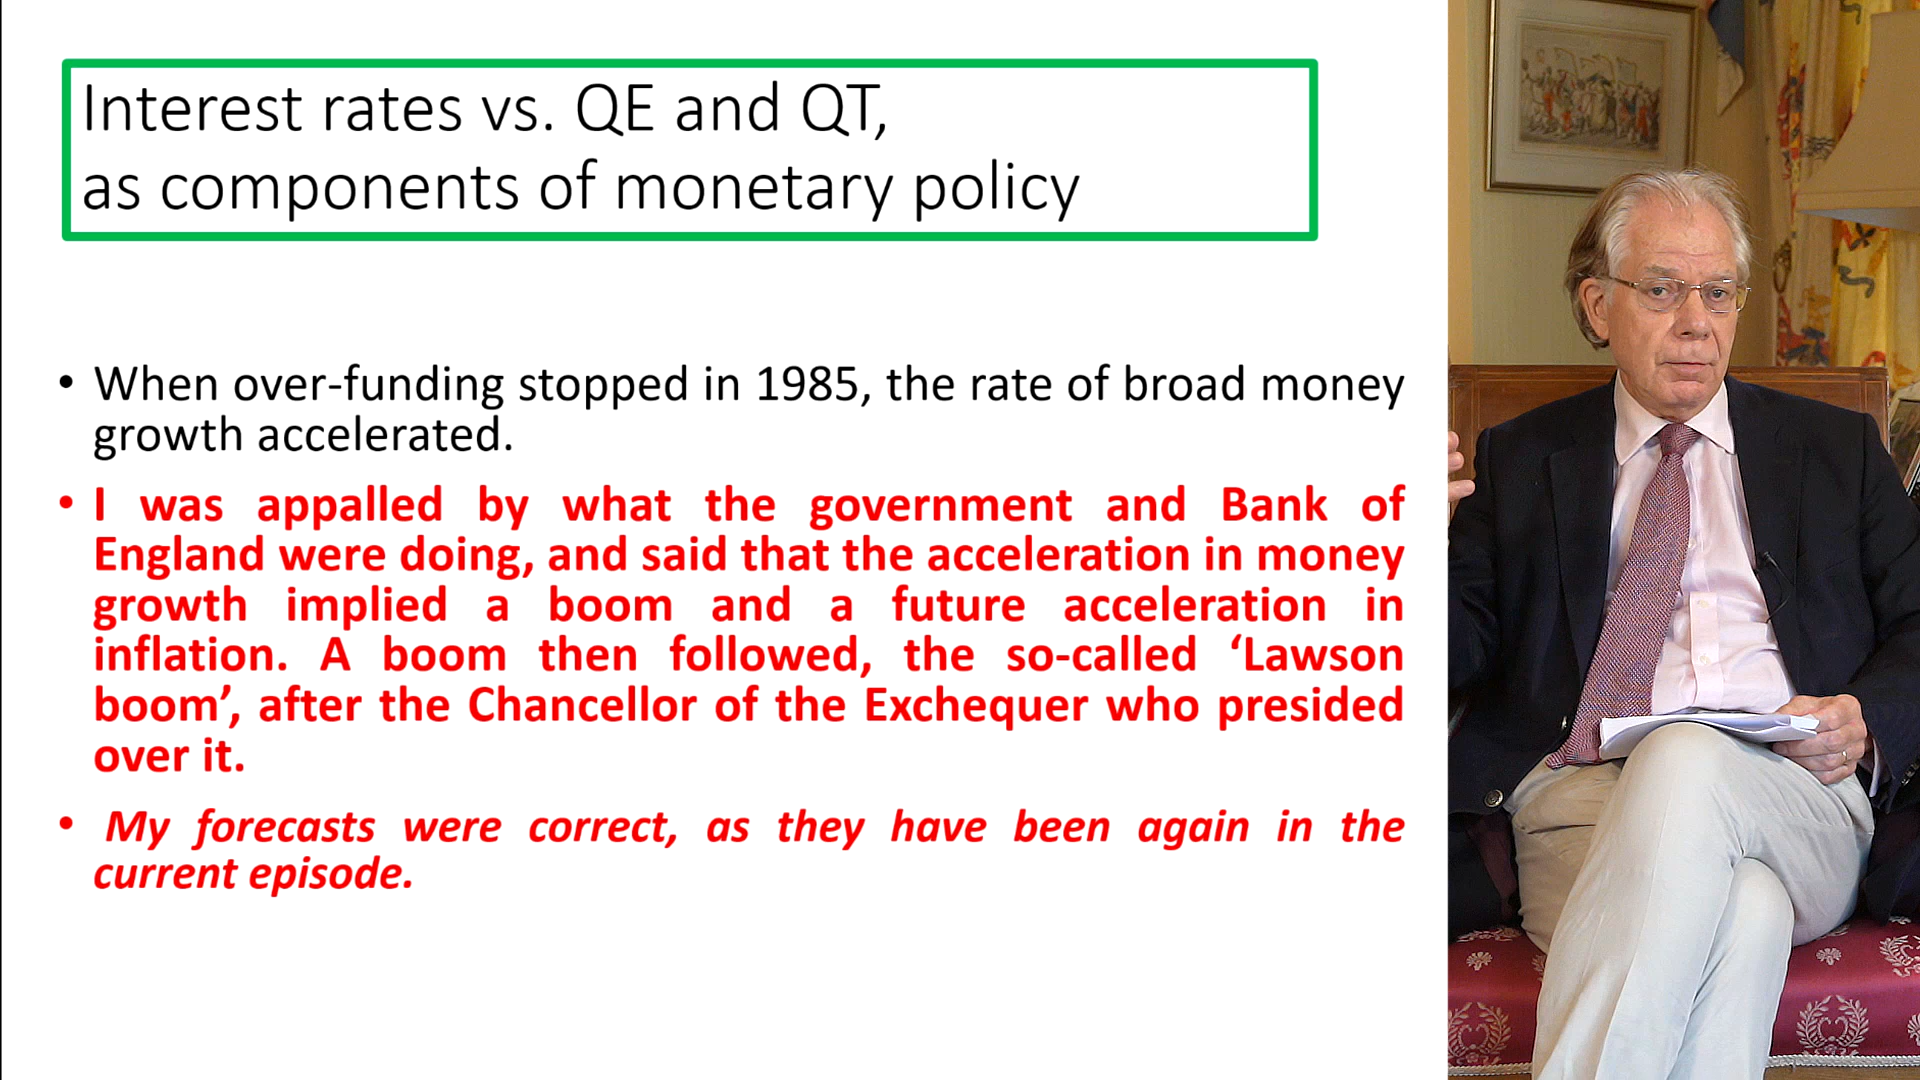 Interest rates vs. QE and QT,
as components of monetary policy
• When over-funding stopped in 1985, the rate of broad money
growth accelerated.
• I was appalled by what the government and Bank of
England were doing, and said that the acceleration in money
growth implied a boom and a future acceleration in
inflation. A boom then followed, the so-called ‘Lawson
boom’, after the Chancellor of the Exchequer who presided
over it.
• My forecasts were correct, as they have been again in the
current episode.